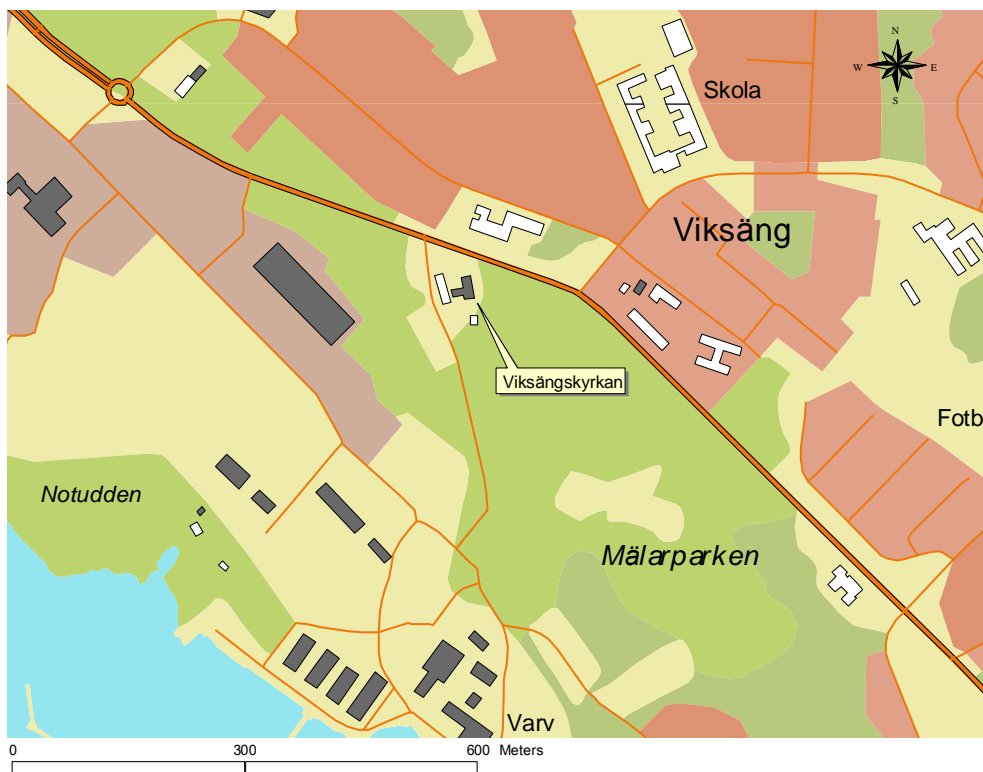 N
W E
S
Skola
Viksäng
Viksängskyrkan
Fotb
Notudden
Mälarparken
Varv
0 300 600 Meters